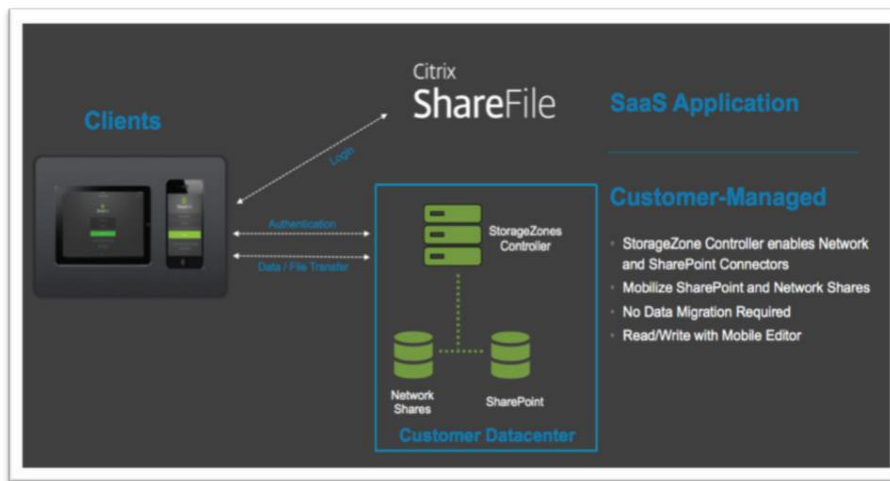 Citrix
ShareFile
SaaS Application
Clients
Login
Customer-Managed
Authentication
StorageZones
Controller
Data / File Transfer
StorageZone Controller enables Network
and SharePoint Connectors
Mobilize SharePoint and Network Shares
No Data Migration Required
Read/Write with Mobile Editor
Network
Shares
SharePoint
Customer Datacenter